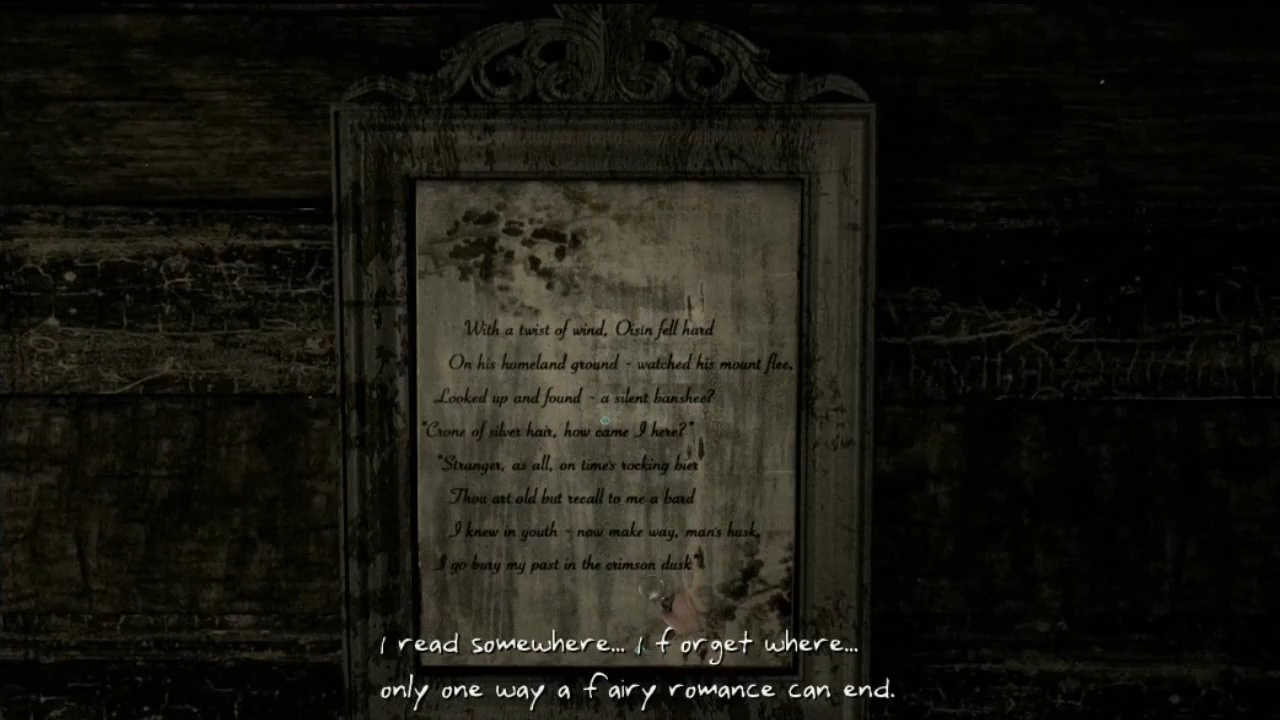 With a twist of wind, Oisin fell hard
On his homeland ground - watched his mount flee,
Looked up and found - a silent banshee?
"Crone of silver hair, how came I here?"
"Stranger, as all, on time's rocking bier
Thou art old but recall to me a bard
I knew in youth - now make way, man's husk,
I go bury my past in the crimson dusk"
I read somewhere... I forget where...
only one way a fairy romance can end.